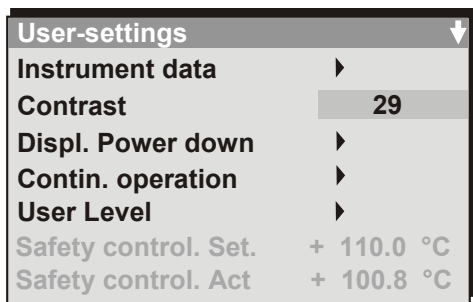 User-settings
Instrument data
Contrast 29
Displ. Power down
Contin. operation
User Level
Safety control. Set. + 110.0 °C
Safety control. Act + 100.8 °C